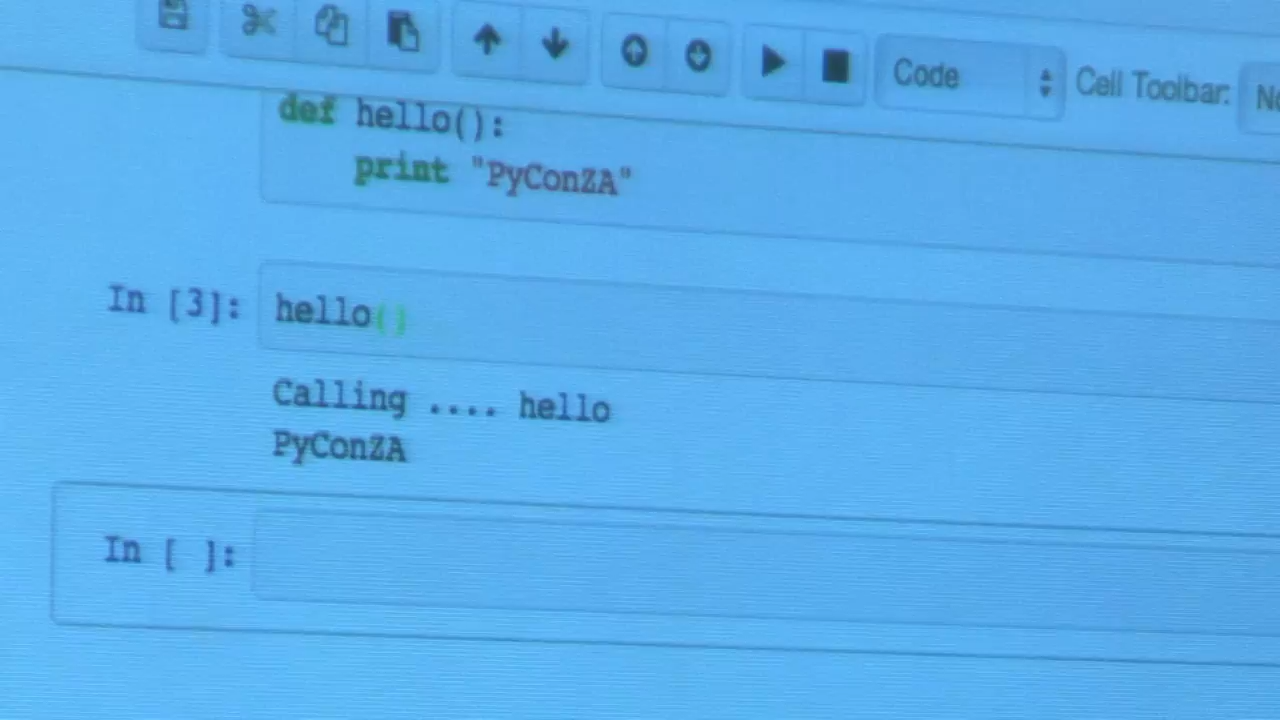 Code Cell Toolbar:
def hello():
print "PyConZA"
In [3]: hello()
Calling .... hello
PyConZA
In [ ]: